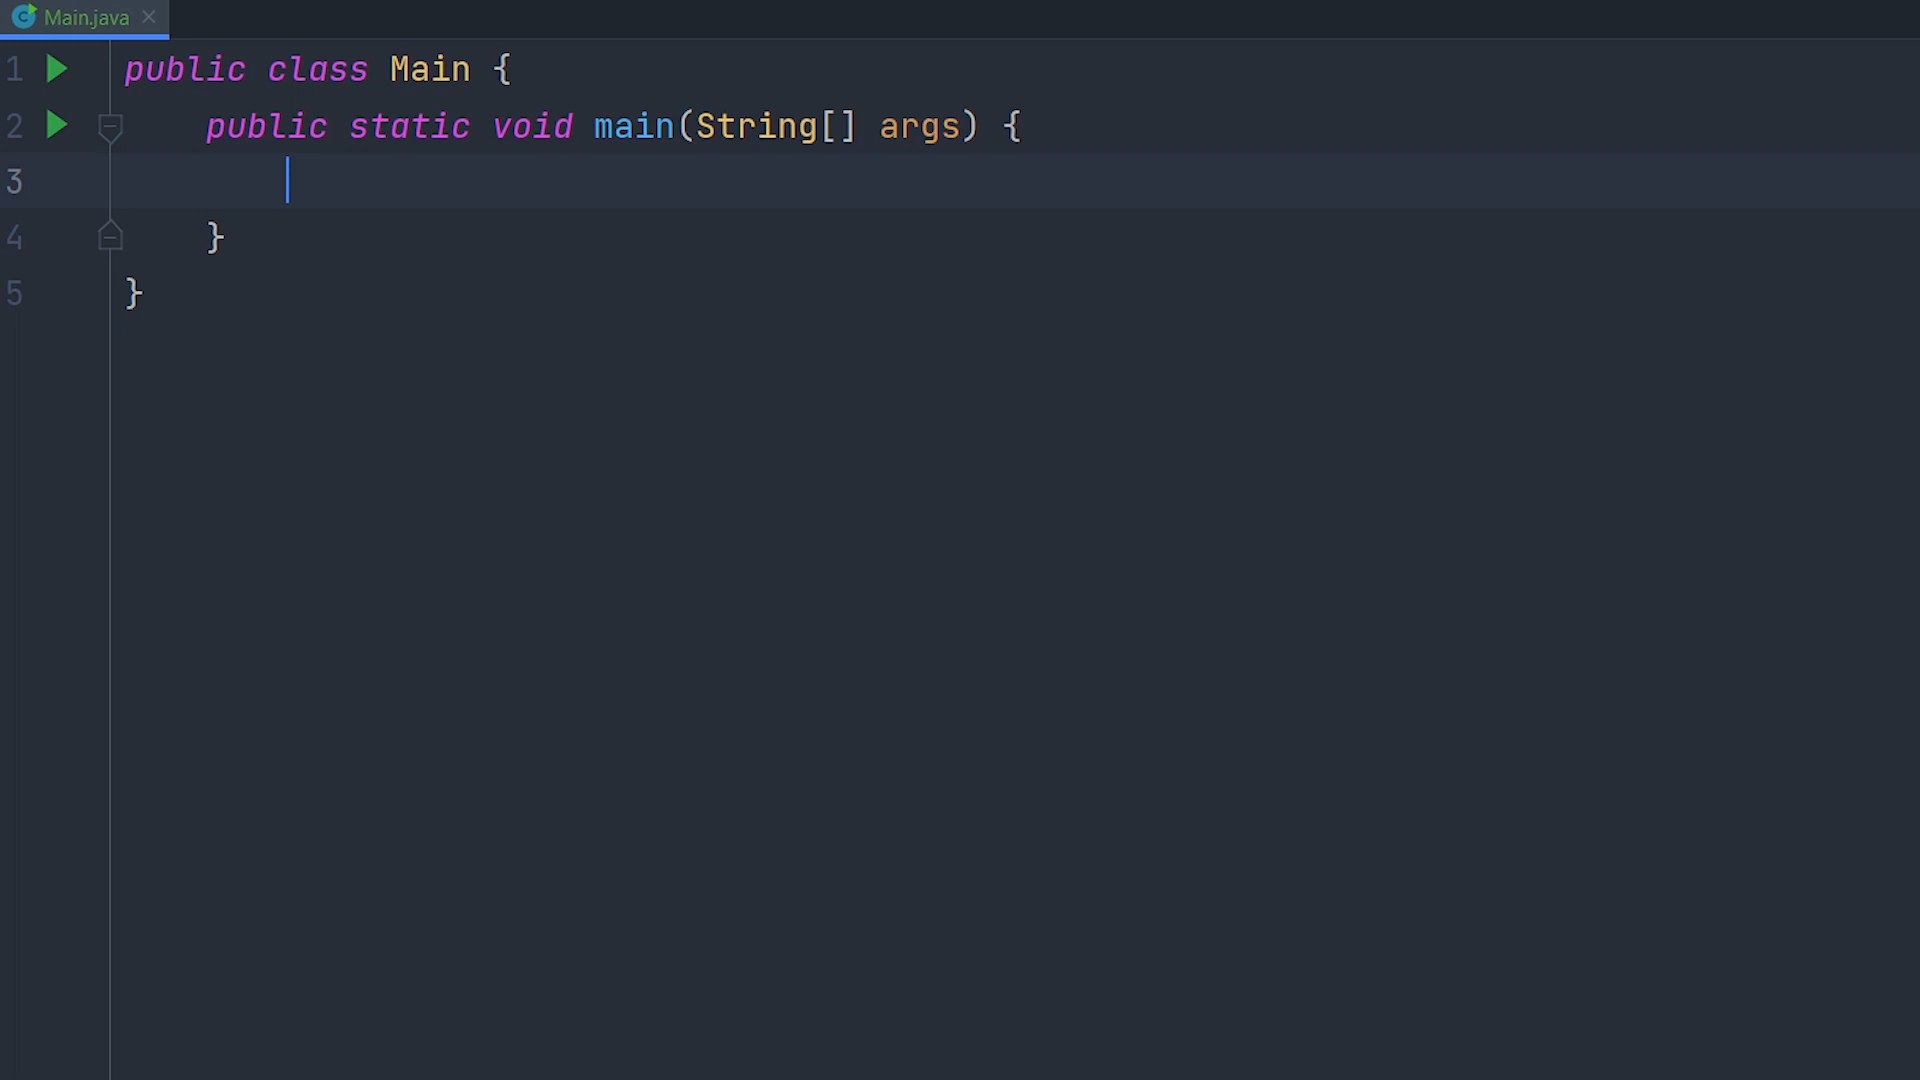 Main.java
1 public class Main {
2 public static void main(String[] args) {
3
4 }
5 }